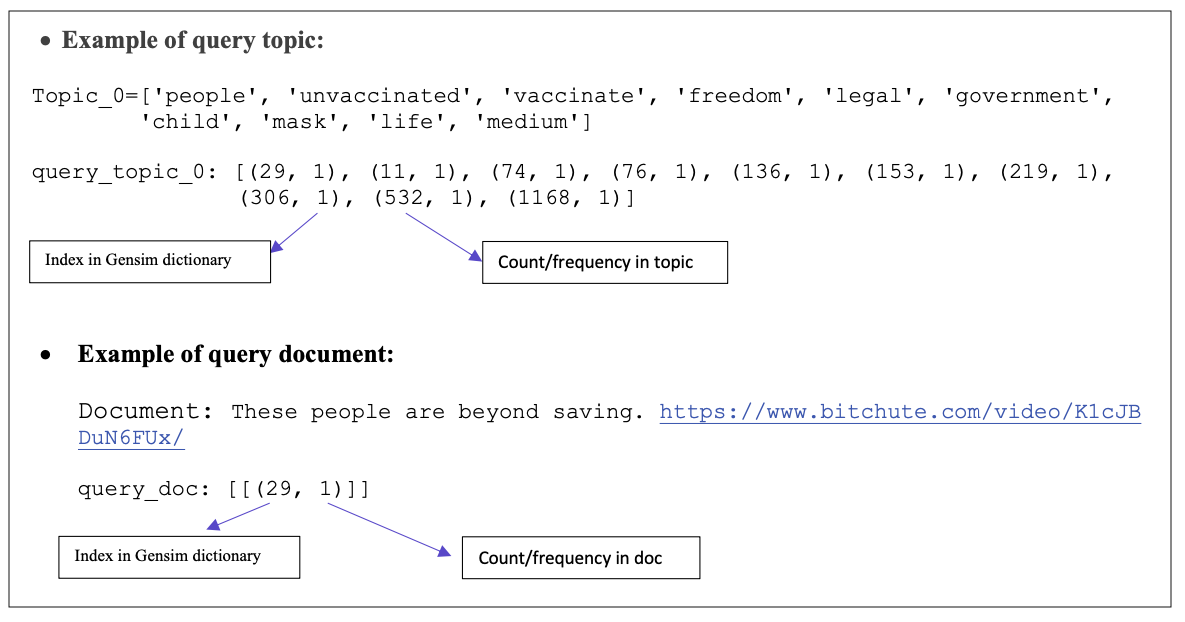 • Example of query topic:
Topic_0=['people', 'unvaccinated', 'vaccinate', 'freedom', 'legal', 'government',
'child', 'mask', 'life', 'medium']
query_topic_0: [(29, 1), (11, 1), (74, 1), (76, 1), (136, 1), (153, 1), (219, 1),
(306, 1), (532, 1), (1168, 1)]
Index in Gensim dictionary
Count/frequency in topic
• Example of query document:
Document: These people are beyond saving. https://www.bitchute.com/video/K1cJB
DuN6FUx/
query_doc: [[(29, 1)]]
Index in Gensim dictionary
Count/frequency in doc